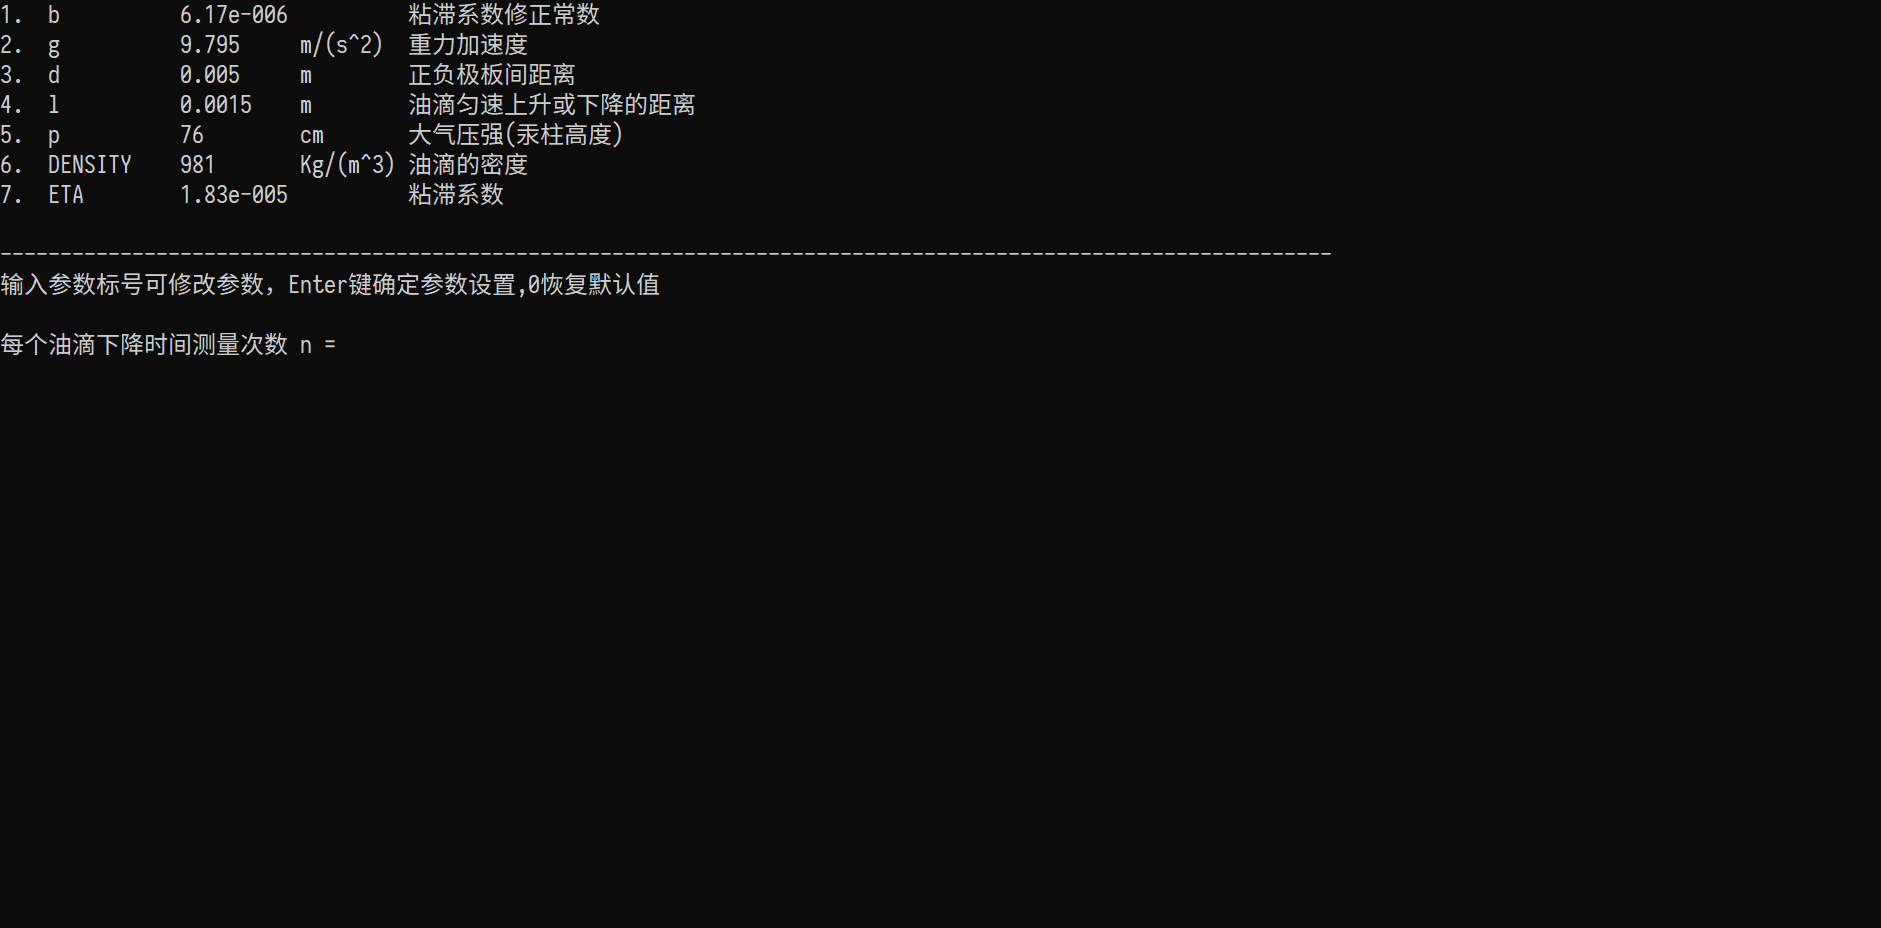 1. b 6.17e-006 粘滞系数修正常数
2. g 9.795 m/(s^2) 重力加速度
3. d 0.005 m 正负极板间距离
4. l 0.0015 m 油滴匀速上升或下降的距离
5. p 76 cm 大气压强(汞柱高度)
6. DENSITY 981 Kg/(m^3) 油滴的密度
7. ETA 1.83e-005 粘滞系数
---------------------------------------------------------------------------------------------------------------
输入参数标号可修改参数，Enter键确定参数设置,0恢复默认值
每个油滴下降时间测量次数 n =